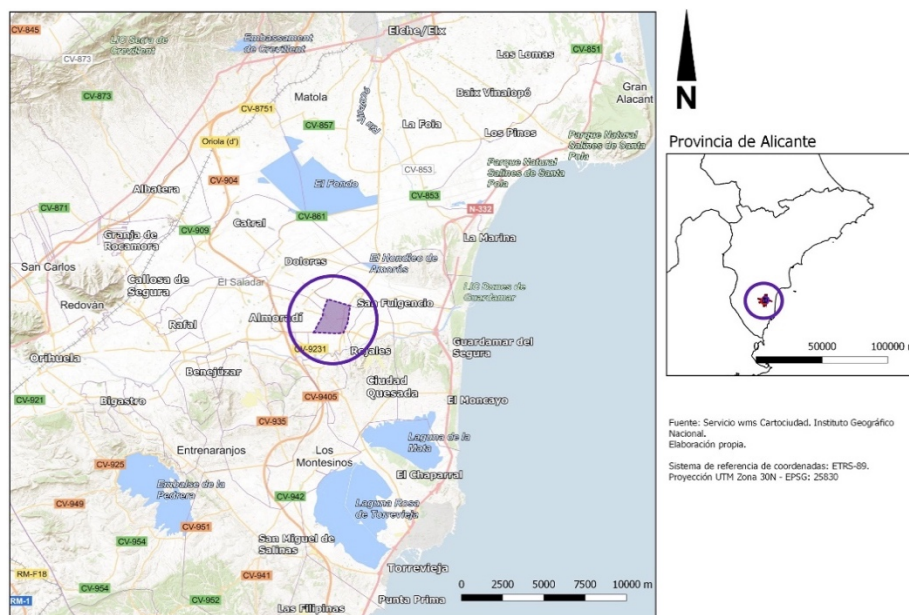 CV-845
LIC Serra de
Crevillent
Embassament
de Crevillent
Elche/Elx
CV-851
Las Lomas
CV-873
CV-873
Gran
Alacant
Matola
Baix Vinalopó
CV-8751
CV-857
La Foia
Los Pinos
Oriola (d')
Parque Natural
Salines de Santa
Pola
Parque Natural
Salines de Santa
Pola
CV-853
CV-904
El Fondo
CV-853
Albatera
CV-871
CV-861
N-332
Catral
Granja de
Rocamora
CV-909
La Marina
El Hondico de
Amorós
Dolores
San Carlos
Callosa de
Segura
El Saladar
LIC Dunes de
Guardamar
San Fulgencio
Redován
Almoradí
Rafal
CV-9231
Guardamar del
Segura
Rojales
Orihuela
Benejúzar
Ciudad
Quesada
CV-921
Bigastro
CV-9405
El Moncayo
CV-935
Laguna de la
Mata
Entrenaranjos
Los
Montesinos
CV-925
El Chaparral
Embalse de la
Pedrera
CV-942
Laguna Rosa
de Torrevieja
CV-949
CV-951
San Miguel de
Salinas
CV-954
Torrevieja
RM-F18
CV-941
CV-954
CV-952
RM-1
Las Filipinas
Punta Prima
0 2500 5000 7500 10000 m
N
Provincia de Alicante
0 50000 100000 m
Fuente: Servicio wms Cartociudad. Instituto Geográfico
Nacional.
Elaboración propia.
Sistema de referencia de coordenadas: ETRS-89.
Proyección UTM Zona 30N - EPSG: 25830